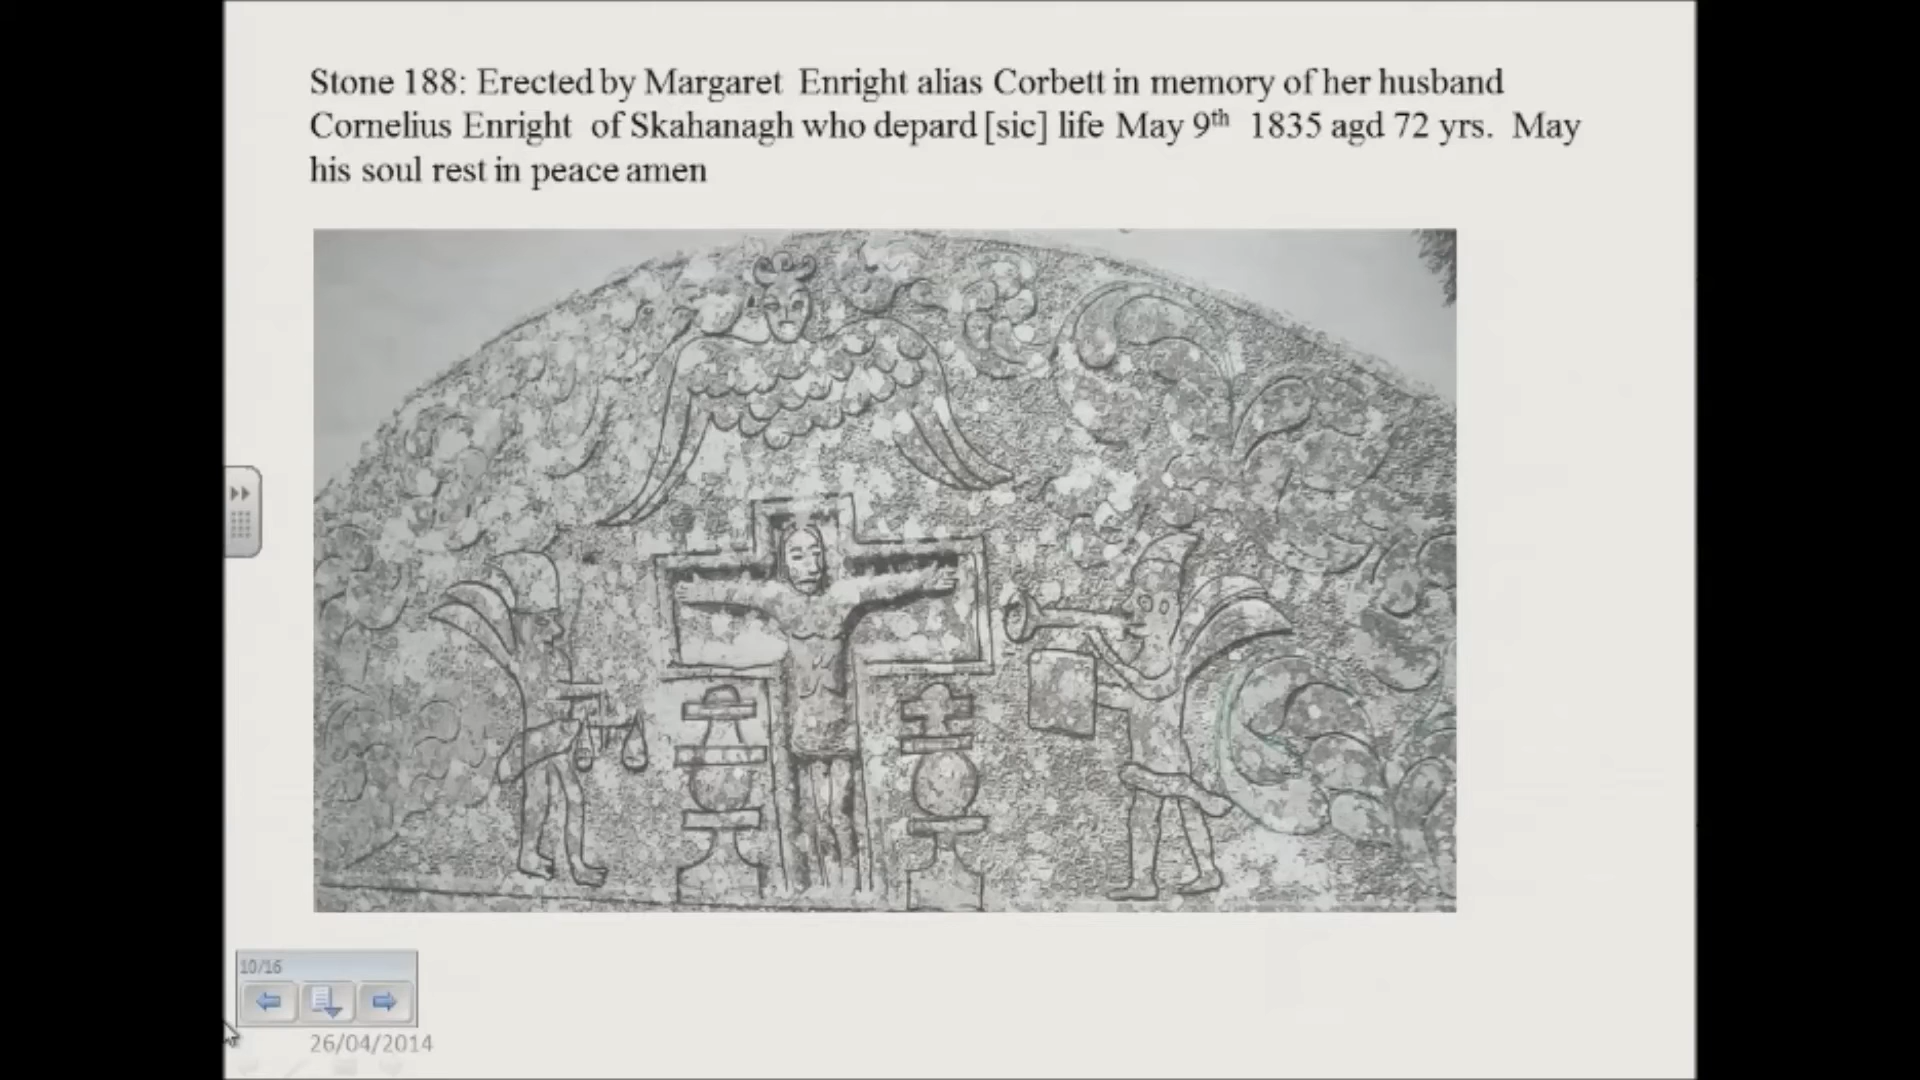 Stone 188: Erected by Margaret Enright alias Corbett in memory of her husband
Cornelius Enright of Skahanagh who depard [sic] life May 9th 1835 agd 72 yrs. May
his soul rest in peace amen
10/16
26/04/2014